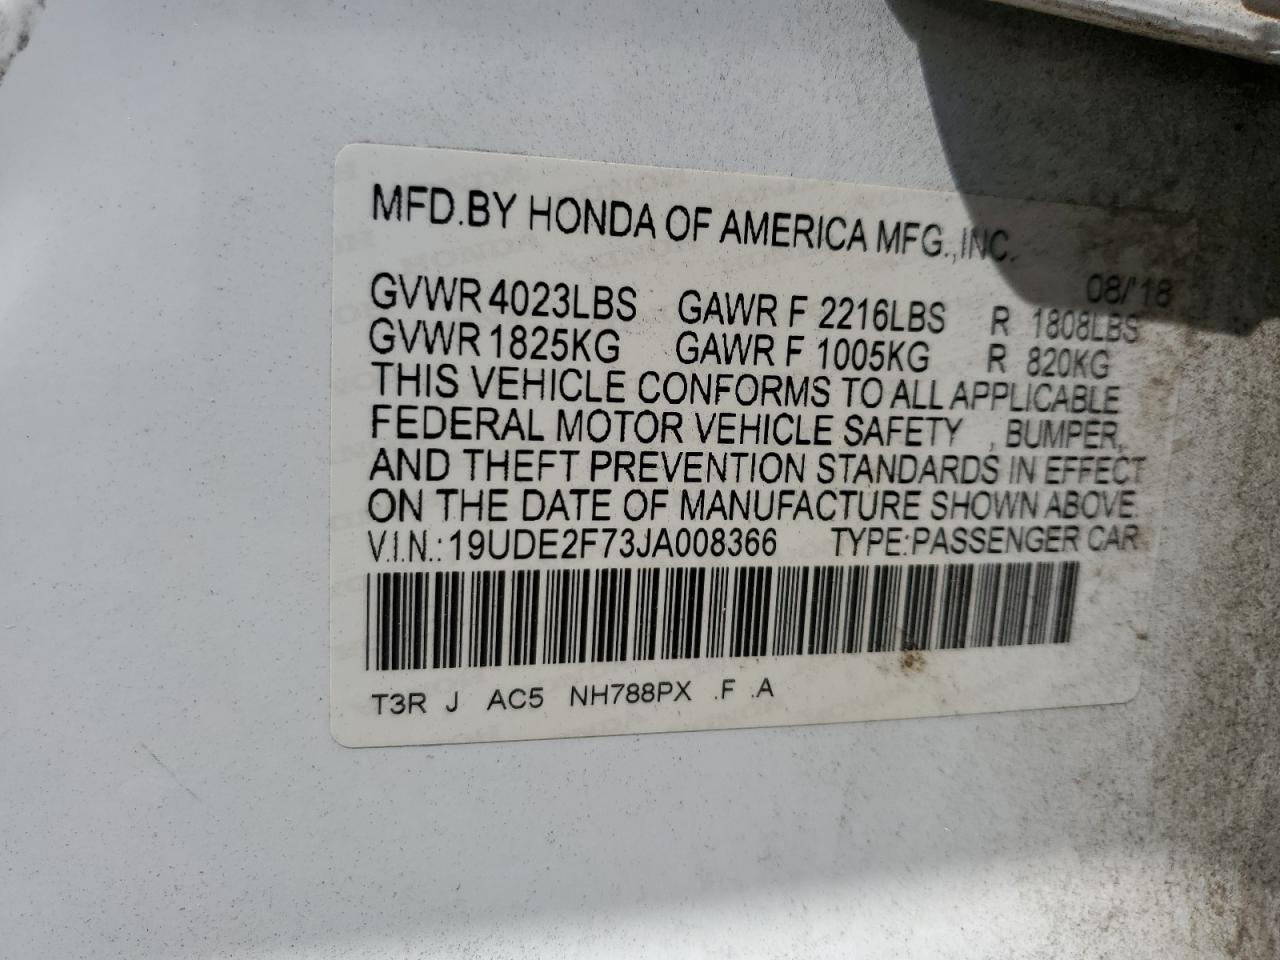 MFD.BY HONDA OF AMERICA MFG.,INC.
08/'18
GVWR 4023LBS GAWR F 2216LBS R 1808LBS
GVWR 1825KG GAWR F 1005KG R 820KG
THIS VEHICLE CONFORMS TO ALL APPLICABLE
FEDERAL MOTOR VEHICLE SAFETY , BUMPER,
AND THEFT PREVENTION STANDARDS IN EFFECT
ON THE DATE OF MANUFACTURE SHOWN ABOVE.
V.I.N.:19UDE2F73JA008366 TYPE:PASSENGER CAR
T3R J AC5 NH788PX .F .A